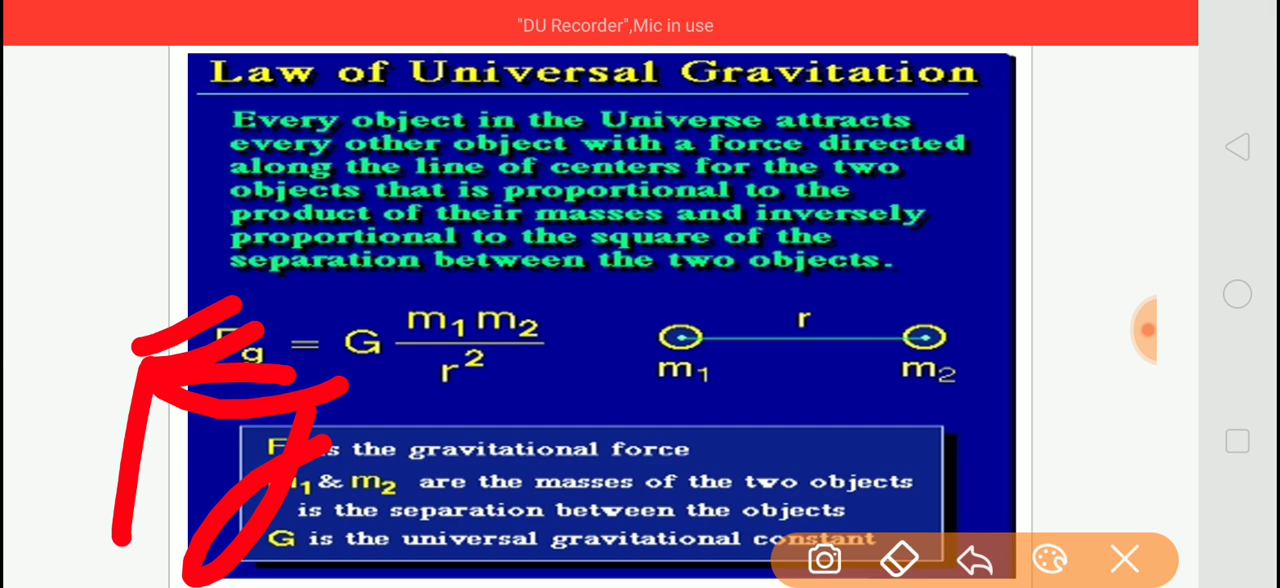 "DU Recorder",Mic in use
Law of Universal Gravitation
Every object in the Universe attracts
every other object with a force directed
along the line of centers for the two
objects that is proportional to the
product of their masses and inversely
proportional to the square of the
separation between the two objects.
Fg = G m₁m₂ / r²
r
m₁ m₂
F is the gravitational force
₁ & m₂ are the masses of the two objects
is the separation between the objects
G is the universal gravitational constant